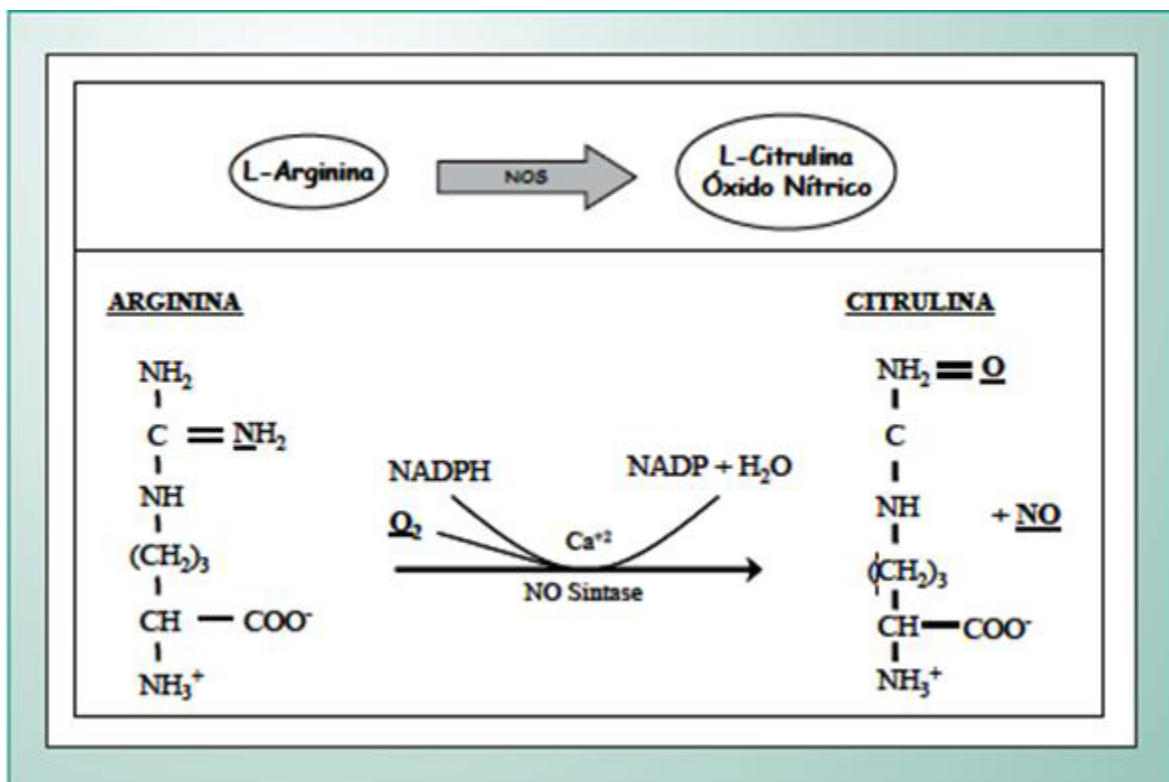 L-Arginina
NOS
L-Citrulina
Óxido Nítrico
ARGININA
NH₂
C = NH₂
NH
(CH₂)₃
CH — COO⁻
NH₃⁺
NADPH
O₂
NADP + H₂O
Ca⁺²
NO Sintase
CITRULINA
NH₂ = O
C
NH
+ NO
(CH₂)₃
CH — COO⁻
NH₃⁺